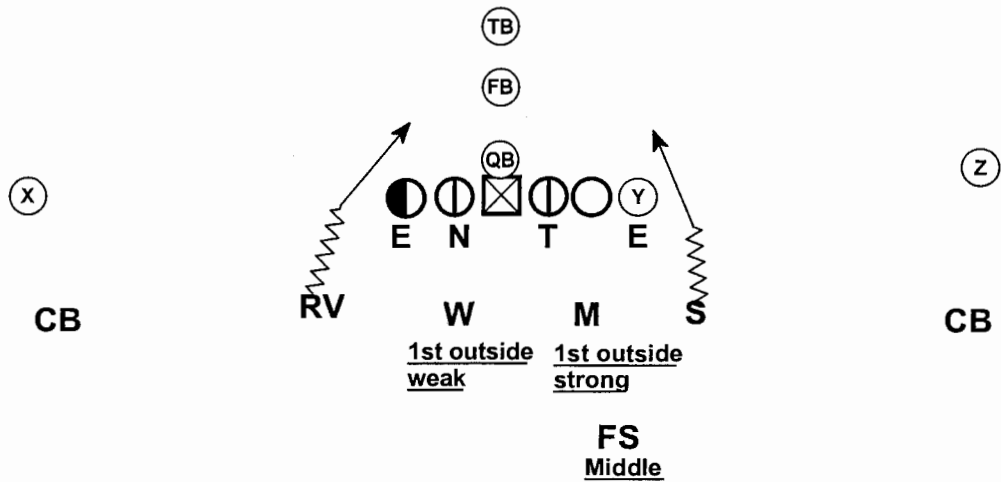 TB
FB
QB
X Y Z
E N T E
RV W M S
CB CB
1st outside 1st outside
weak strong
FS
Middle